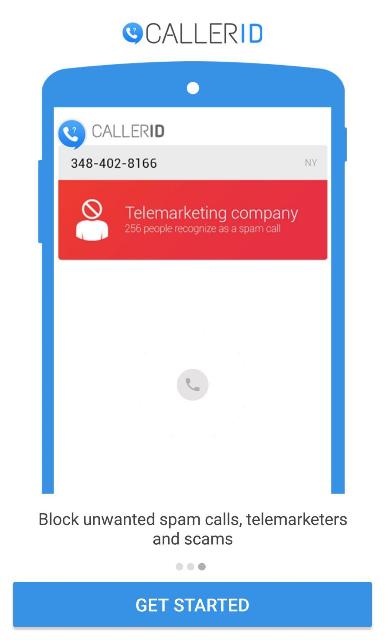 CALLERID
CALLERID
348-402-8166 NY
Telemarketing company
256 people recognize as a spam call
Block unwanted spam calls, telemarketers
and scams
GET STARTED